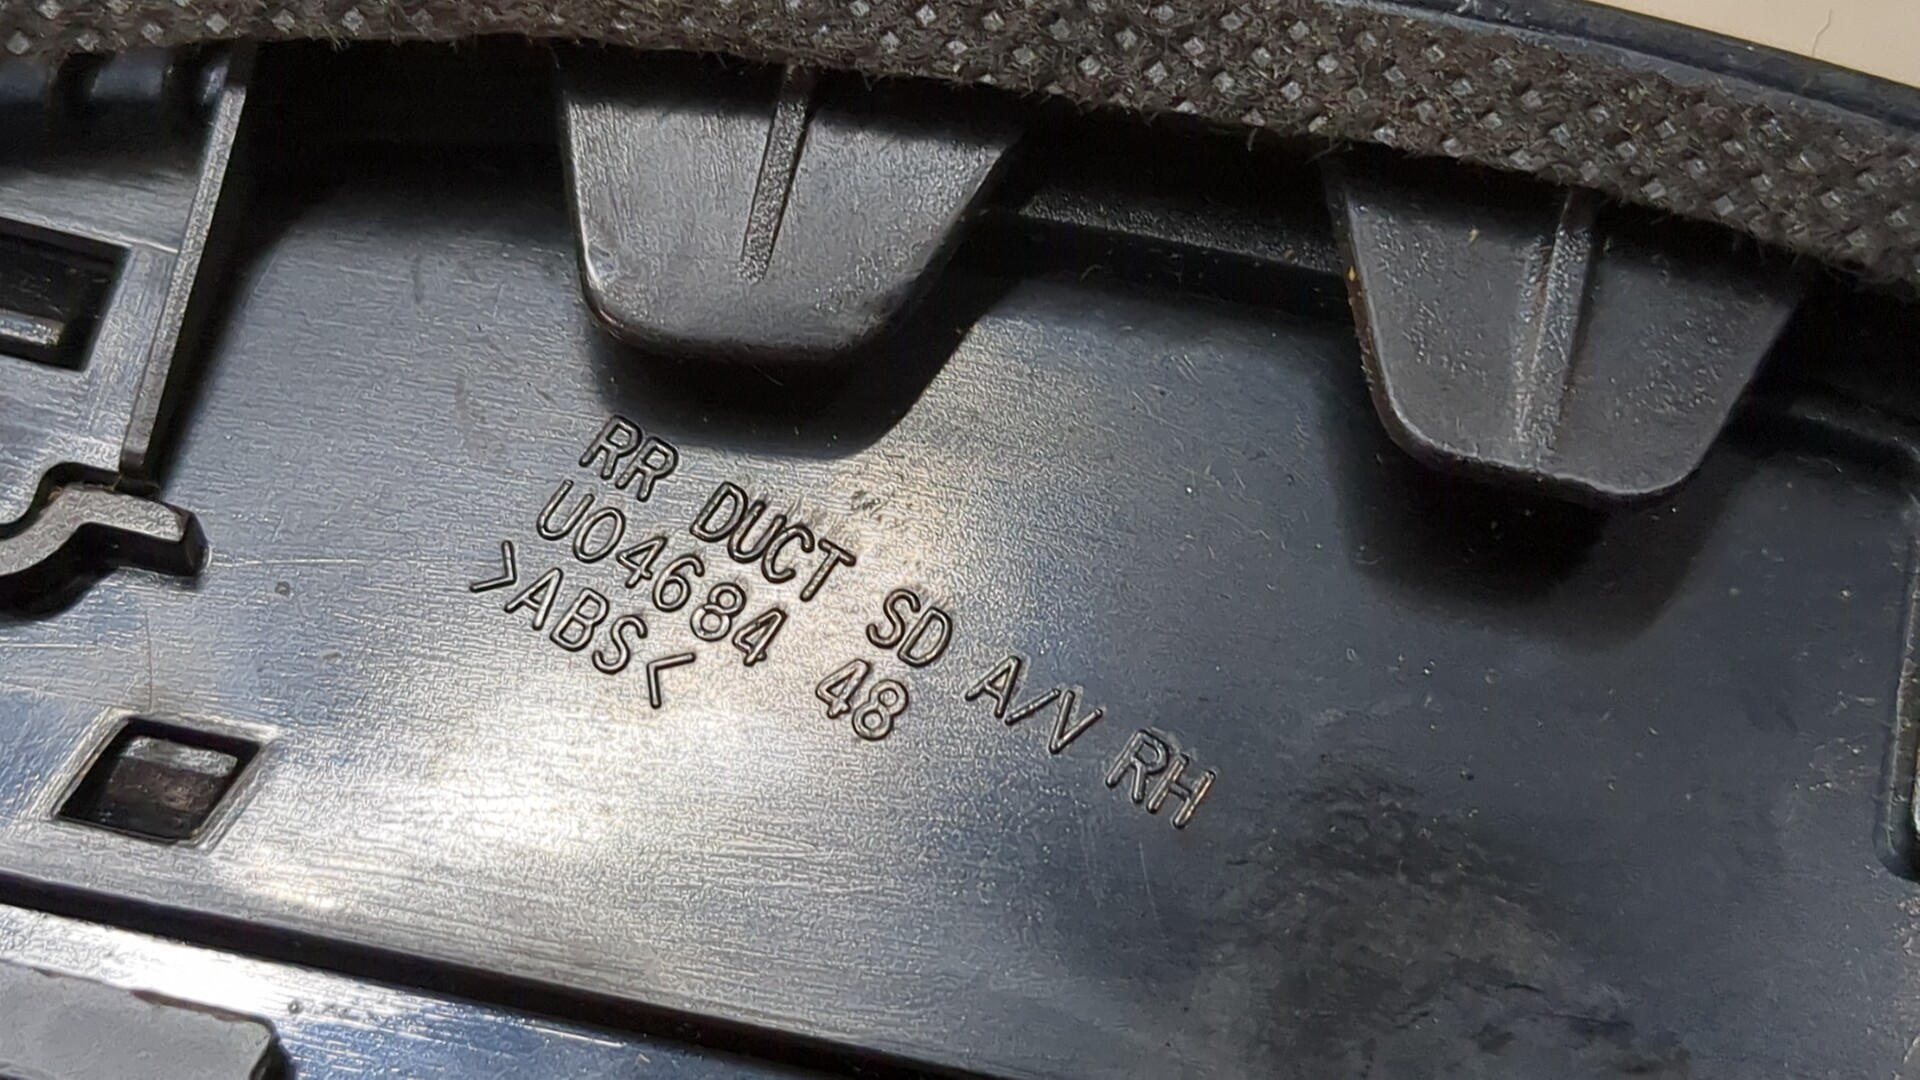 RR DUCT SD A/V RH
U04684 48
>ABS<